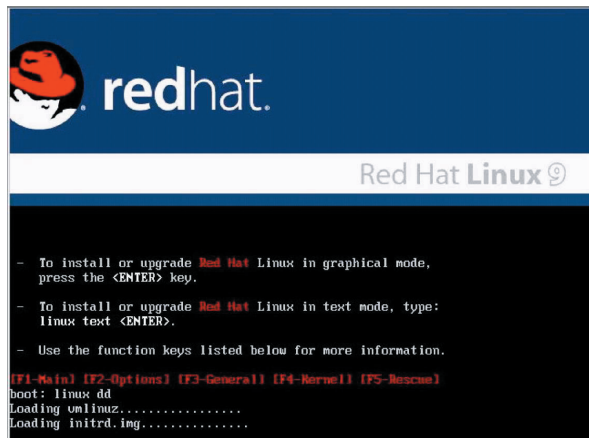 redhat.
Red Hat Linux 9
- To install or upgrade Red Hat Linux in graphical mode,
press the <ENTER> key.
- To install or upgrade Red Hat Linux in text mode, type:
linux text <ENTER>.
- Use the function keys listed below for more information.
[F1-Main] [F2-Options] [F3-General] [F4-Kernel] [F5-Rescue]
boot: linux dd
Loading vmlinuz.................
Loading initrd.img...............